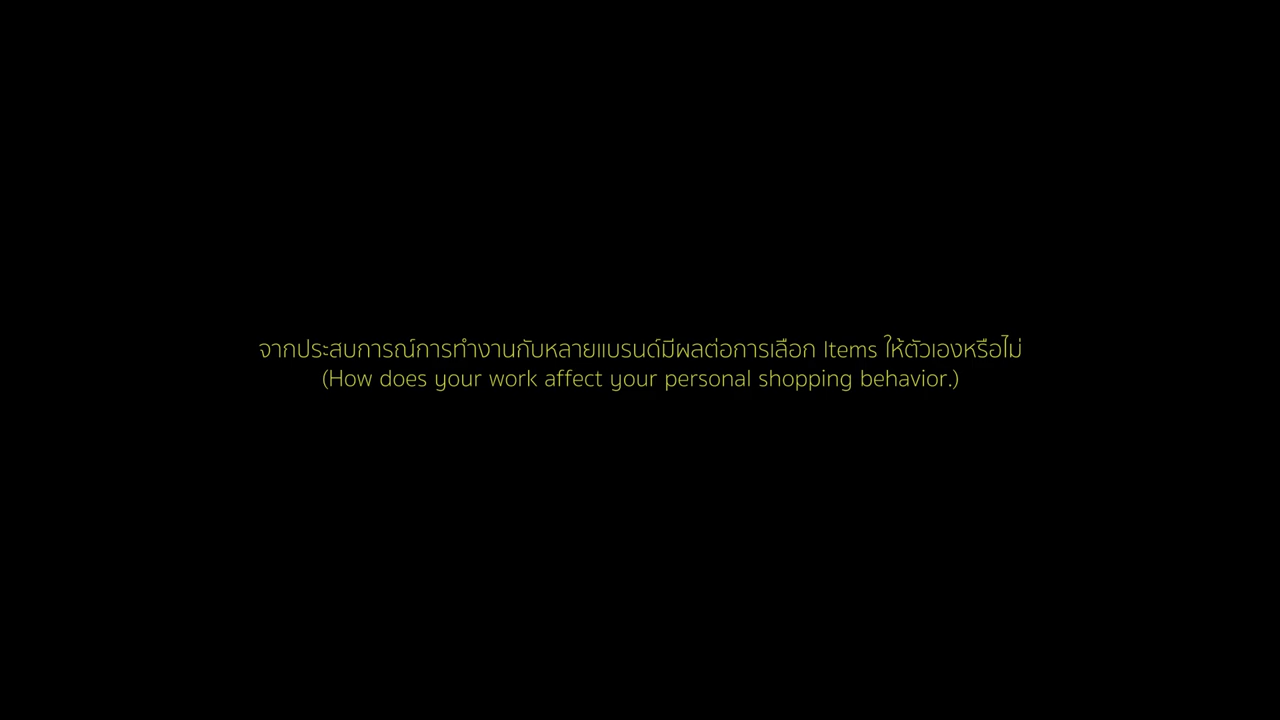 จากประสบการณ์การทำงานกับหลายแบรนด์มีผลต่อการเลือก Items ให้ตัวเองหรือไม่
(How does your work affect your personal shopping behavior.)